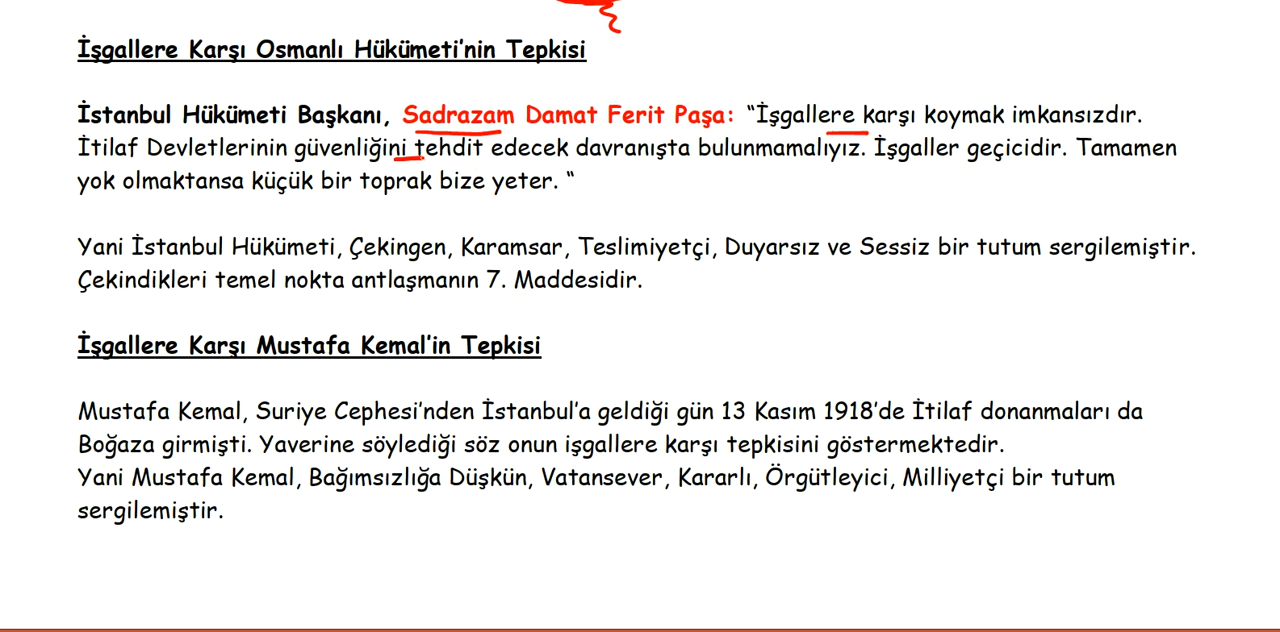 İşgallere Karşı Osmanlı Hükümeti'nin Tepkisi
İstanbul Hükümeti Başkanı, Sadrazam Damat Ferit Paşa: “İşgallere karşı koymak imkansızdır.
İtilaf Devletlerinin güvenliğini tehdit edecek davranışta bulunmamalıyız. İşgaller geçicidir. Tamamen
yok olmaktansa küçük bir toprak bize yeter. “
Yani İstanbul Hükümeti, Çekingen, Karamsar, Teslimiyetçi, Duyarsız ve Sessiz bir tutum sergilemiştir.
Çekindikleri temel nokta antlaşmanın 7. Maddesidir.
İşgallere Karşı Mustafa Kemal'in Tepkisi
Mustafa Kemal, Suriye Cephesi'nden İstanbul'a geldiği gün 13 Kasım 1918'de İtilaf donanmaları da
Boğaza girmişti. Yaverine söylediği söz onun işgallere karşı tepkisini göstermektedir.
Yani Mustafa Kemal, Bağımsızlığa Düşkün, Vatansever, Kararlı, Örgütleyici, Milliyetçi bir tutum
sergilemiştir.